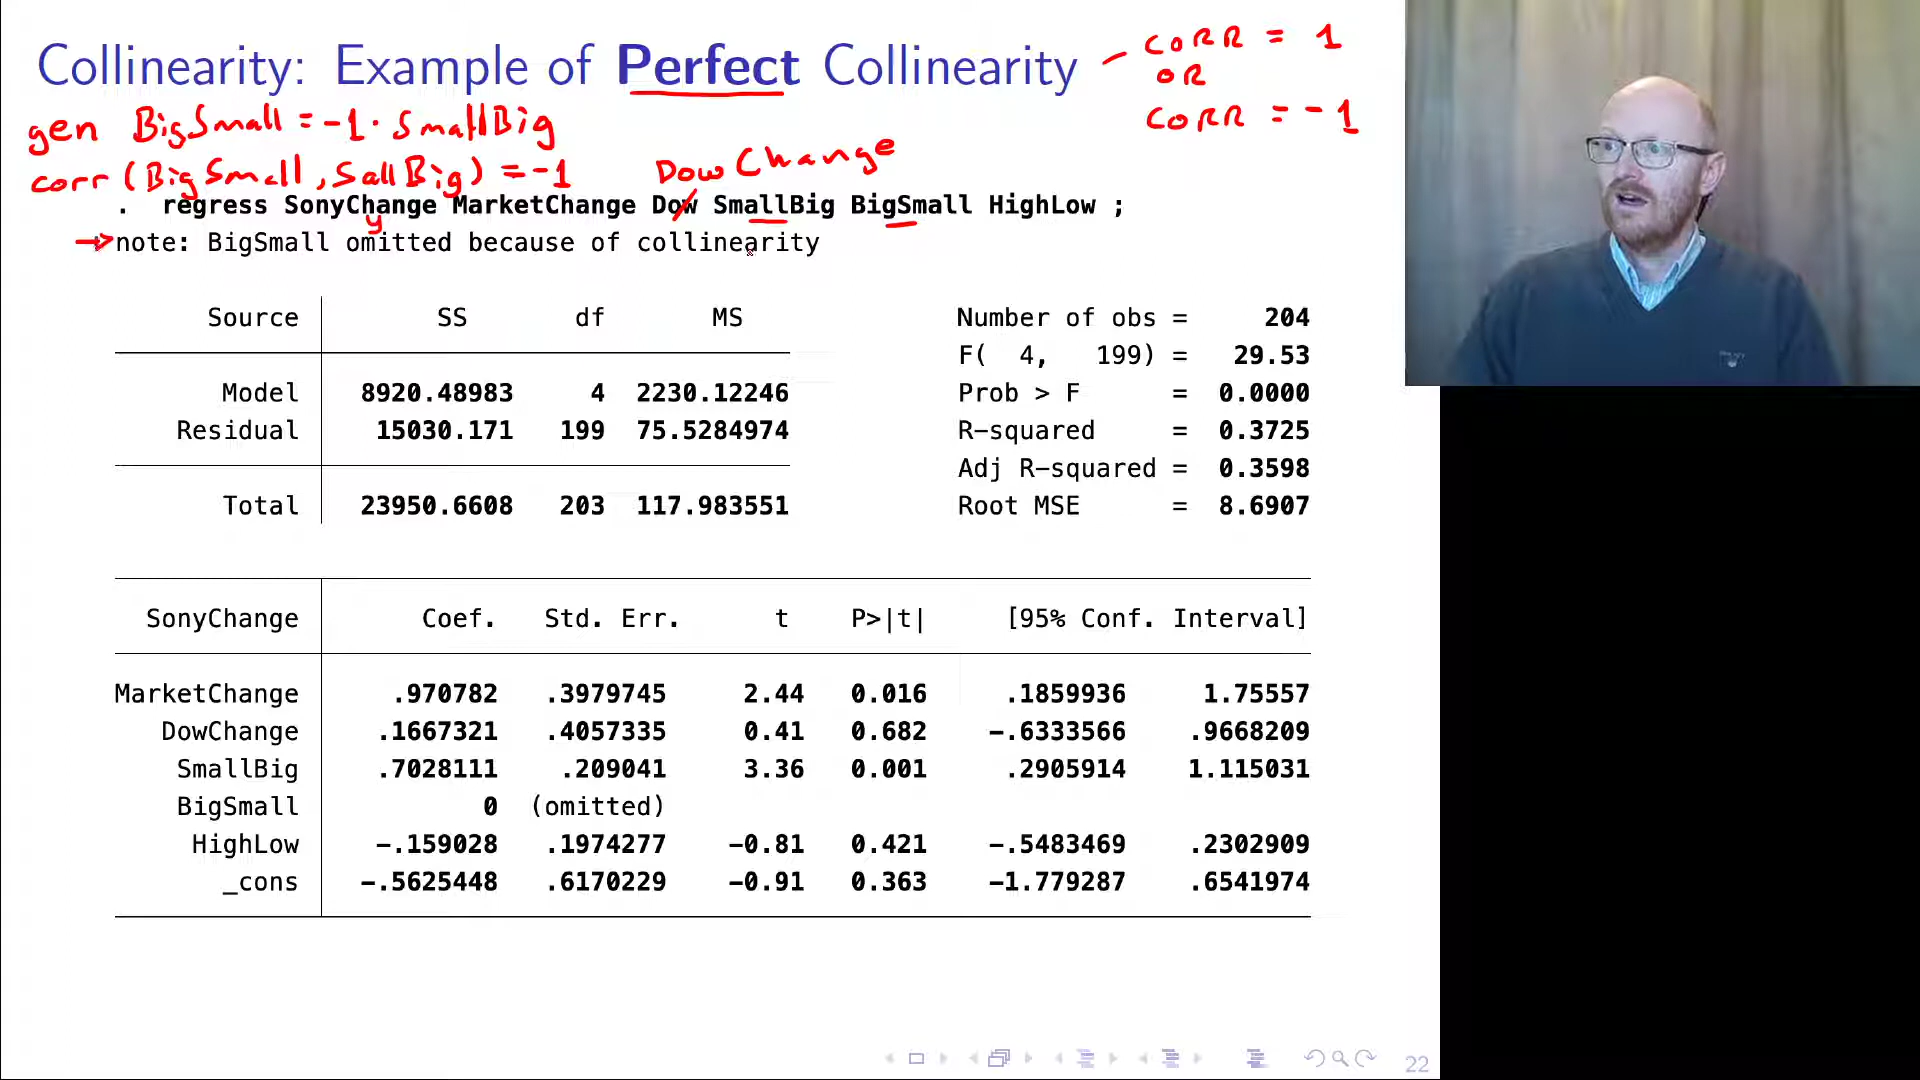 Collinearity: Example of Perfect Collinearity
- CORR = 1
OR
CORR = -1
gen BigSmall = -1 · SmallBig
corr (BigSmall, SallBig) = -1
DowChange
. regress SonyChange MarketChange Dow SmallBig BigSmall HighLow ;
y
note: BigSmall omitted because of collinearity
Source SS df MS
Model 8920.48983 4 2230.12246
Residual 15030.171 199 75.5284974
Total 23950.6608 203 117.983551
Number of obs = 204
F( 4, 199) = 29.53
Prob > F = 0.0000
R-squared = 0.3725
Adj R-squared = 0.3598
Root MSE = 8.6907
SonyChange Coef. Std. Err. t P>|t| [95% Conf. Interval]
MarketChange .970782 .3979745 2.44 0.016 .1859936 1.75557
DowChange .1667321 .4057335 0.41 0.682 -.6333566 .9668209
SmallBig .7028111 .209041 3.36 0.001 .2905914 1.115031
BigSmall 0 (omitted)
HighLow -.159028 .1974277 -0.81 0.421 -.5483469 .2302909
_cons -.5625448 .6170229 -0.91 0.363 -1.779287 .6541974
22